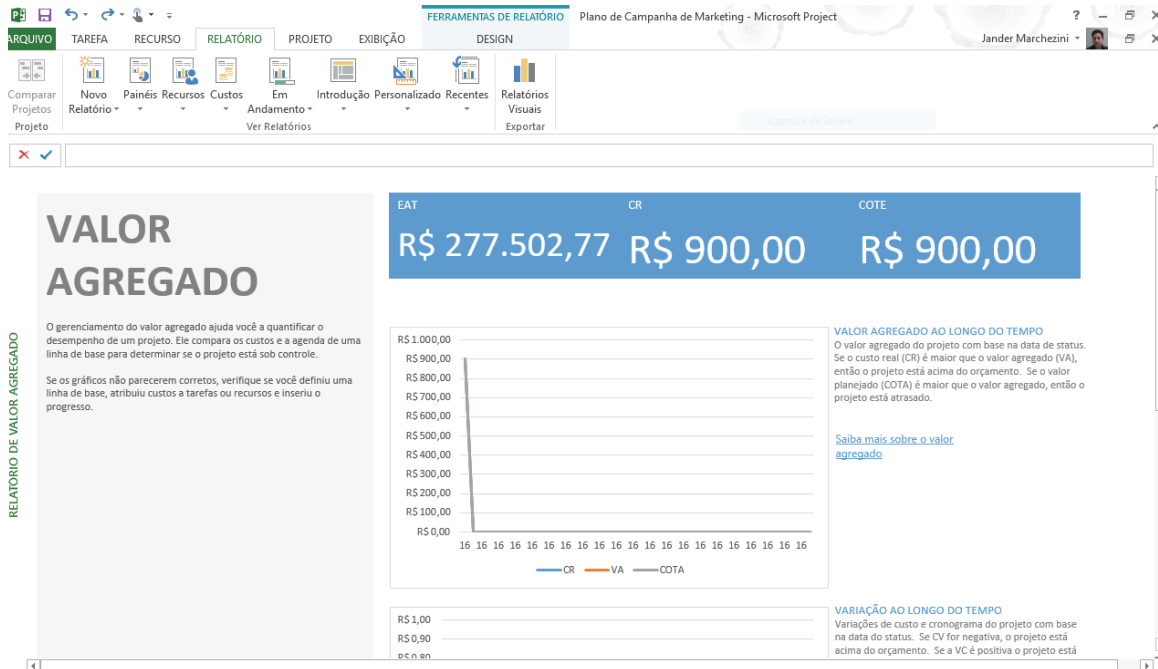 FERRAMENTAS DE RELATÓRIO
Plano de Campanha de Marketing - Microsoft Project
?
ARQUIVO TAREFA RECURSO RELATÓRIO PROJETO EXIBIÇÃO DESIGN
Jander Marchezini
Comparar Projetos
Novo Relatório
Painéis
Recursos
Custos
Em Andamento
Introdução
Personalizado
Recentes
Relatórios Visuais
Projeto
Ver Relatórios
Exportar
Captura de Janela
RELATÓRIO DE VALOR AGREGADO
VALOR
AGREGADO
O gerenciamento do valor agregado ajuda você a quantificar o
desempenho de um projeto. Ele compara os custos e a agenda de uma
linha de base para determinar se o projeto está sob controle.
Se os gráficos não parecerem corretos, verifique se você definiu uma
linha de base, atribuiu custos a tarefas ou recursos e inseriu o
progresso.
EAT CR COTE
R$ 277.502,77 R$ 900,00 R$ 900,00
R$ 1.000,00
R$ 900,00
R$ 800,00
R$ 700,00
R$ 600,00
R$ 500,00
R$ 400,00
R$ 300,00
R$ 200,00
R$ 100,00
R$ 0,00
16 16 16 16 16 16 16 16 16 16 16 16 16 16 16 16 16 16 16 16 16
CR VA COTA
VALOR AGREGADO AO LONGO DO TEMPO
O valor agregado do projeto com base na data de status.
Se o custo real (CR) é maior que o valor agregado (VA),
então o projeto está acima do orçamento. Se o valor
planejado (COTA) é maior que o valor agregado, então o
projeto está atrasado.
Saiba mais sobre o valor
agregado
R$ 1,00
R$ 0,90
R$ 0,80
VARIAÇÃO AO LONGO DO TEMPO
Variações de custo e cronograma do projeto com base
na data do status. Se CV for negativa, o projeto está
acima do orçamento. Se a VC é positiva o projeto está